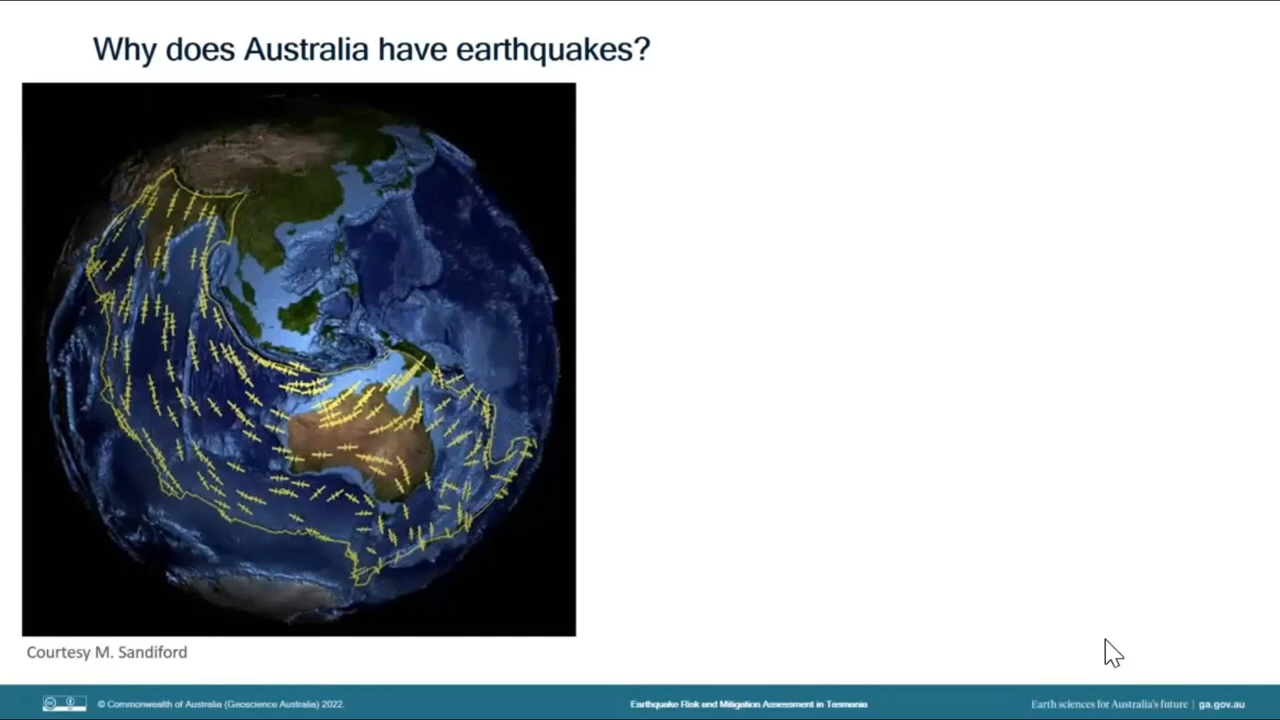 Why does Australia have earthquakes?
Courtesy M. Sandiford
© Commonwealth of Australia (Geoscience Australia) 2022.
Earthquake Risk and Mitigation Assessment in Tasmania
Earth sciences for Australia's future | ga.gov.au